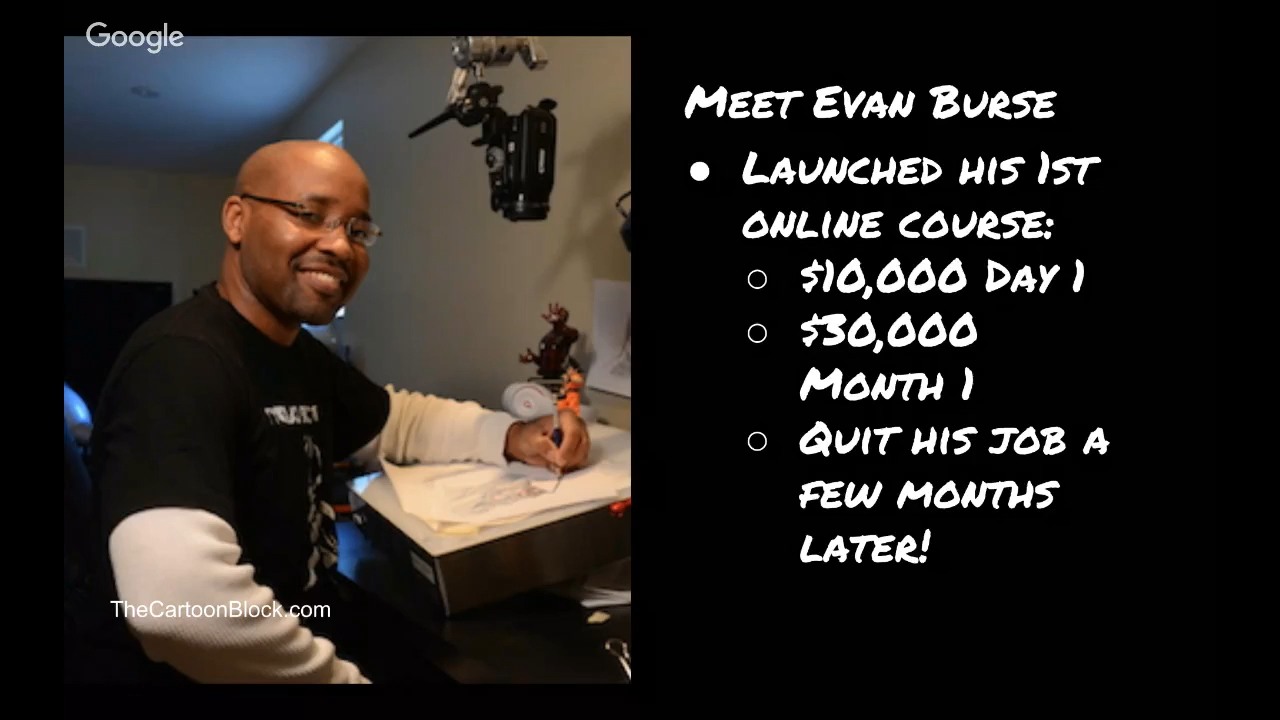 Google
MEET EVAN BURSE
● LAUNCHED HIS 1ST
ONLINE COURSE:
○ $10,000 DAY 1
○ $30,000
MONTH 1
○ QUIT HIS JOB A
FEW MONTHS
LATER!
TheCartoonBlock.com